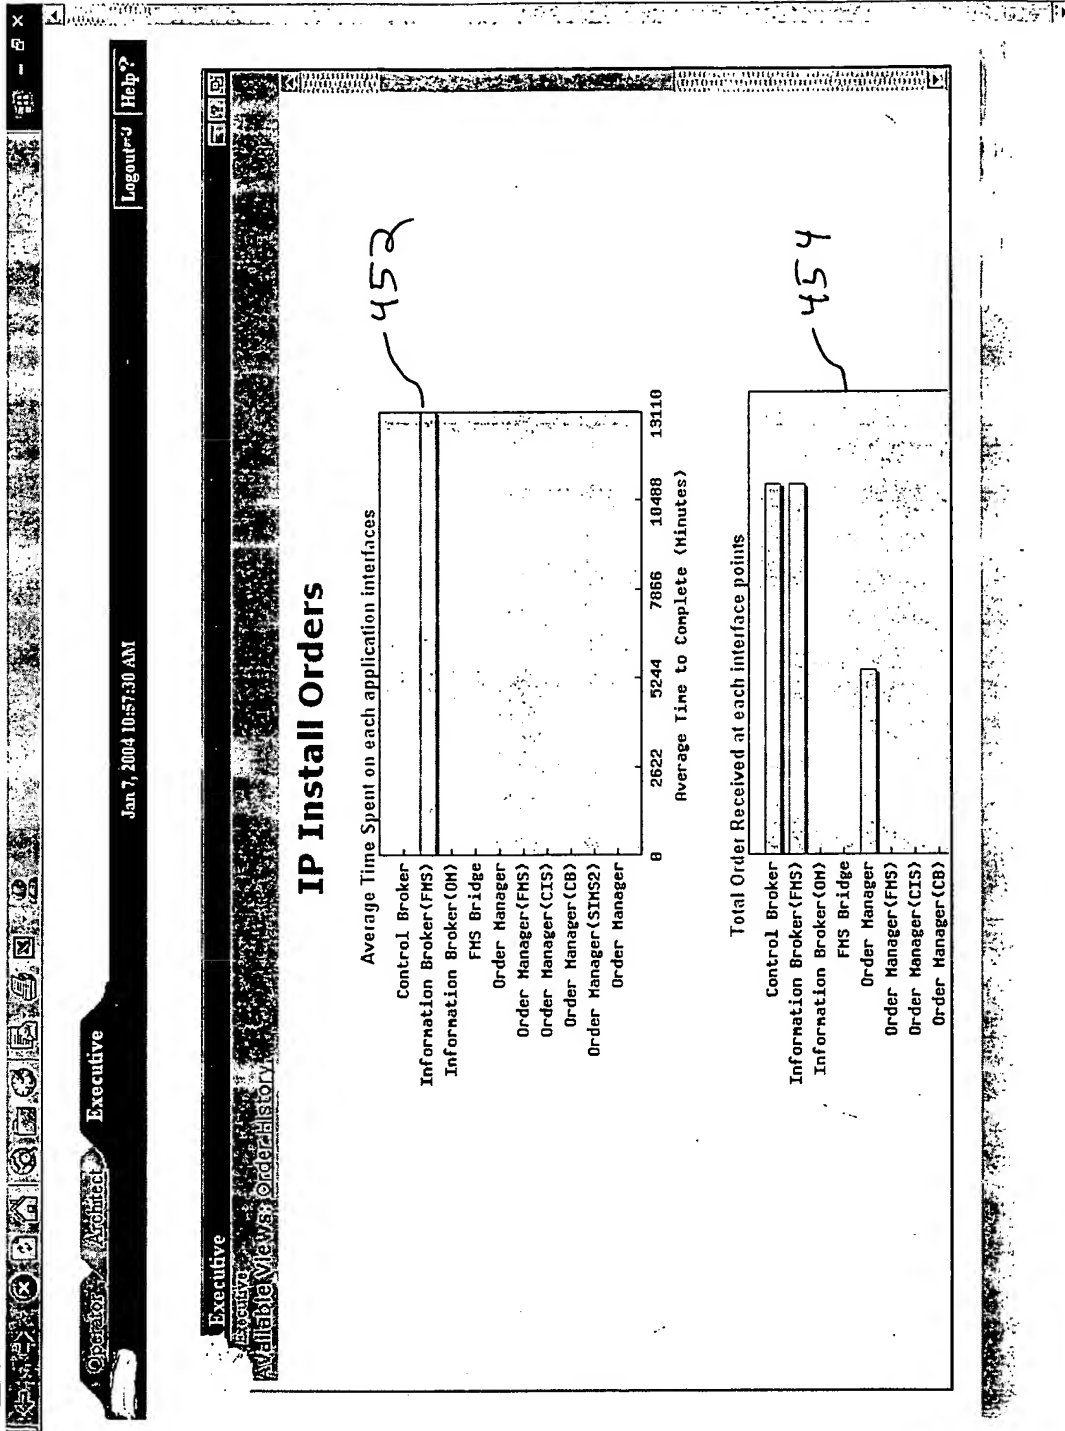 Operator
Architect
Executive
Jan 7, 2004 10:57:30 AM
Logout
Help ?
Executive
Executive
Available Views: Order History
IP Install Orders
Average Time Spent on each application interfaces
Control Broker
Information Broker(FMS)
Information Broker(OM)
FMS Bridge
Order Manager
Order Manager(FMS)
Order Manager(CIS)
Order Manager(CB)
Order Manager(SIMS2)
Order Manager
0 2622 5244 7866 10488 13110
Average Time to Complete (Minutes)
452
Total Order Received at each interface points
Control Broker
Information Broker(FMS)
Information Broker(OM)
FMS Bridge
Order Manager
Order Manager(FMS)
Order Manager(CIS)
Order Manager(CB)
454